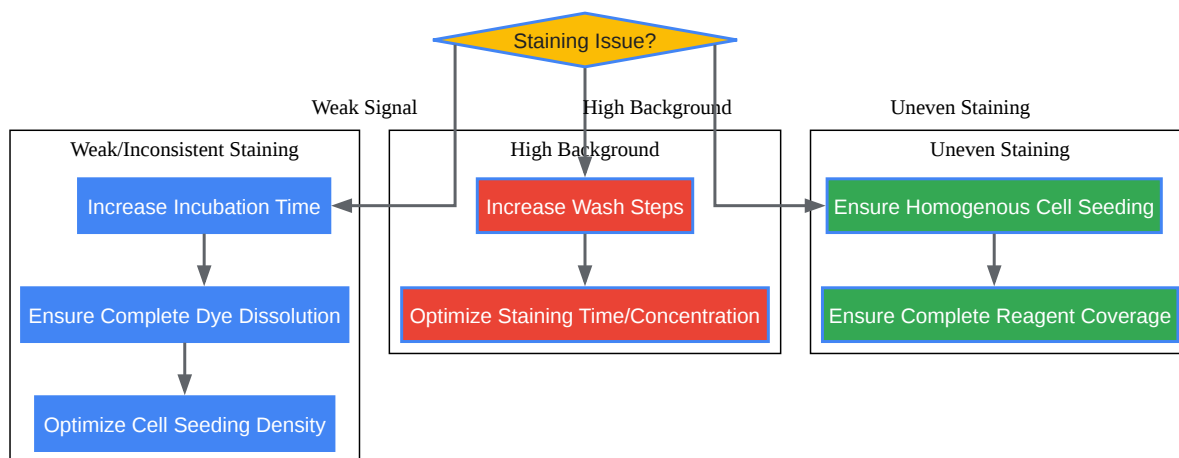 Staining Issue?
Weak Signal
High Background
Uneven Staining
Weak/Inconsistent Staining
High Background
Uneven Staining
Increase Incubation Time
Increase Wash Steps
Ensure Homogenous Cell Seeding
Ensure Complete Dye Dissolution
Optimize Staining Time/Concentration
Ensure Complete Reagent Coverage
Optimize Cell Seeding Density